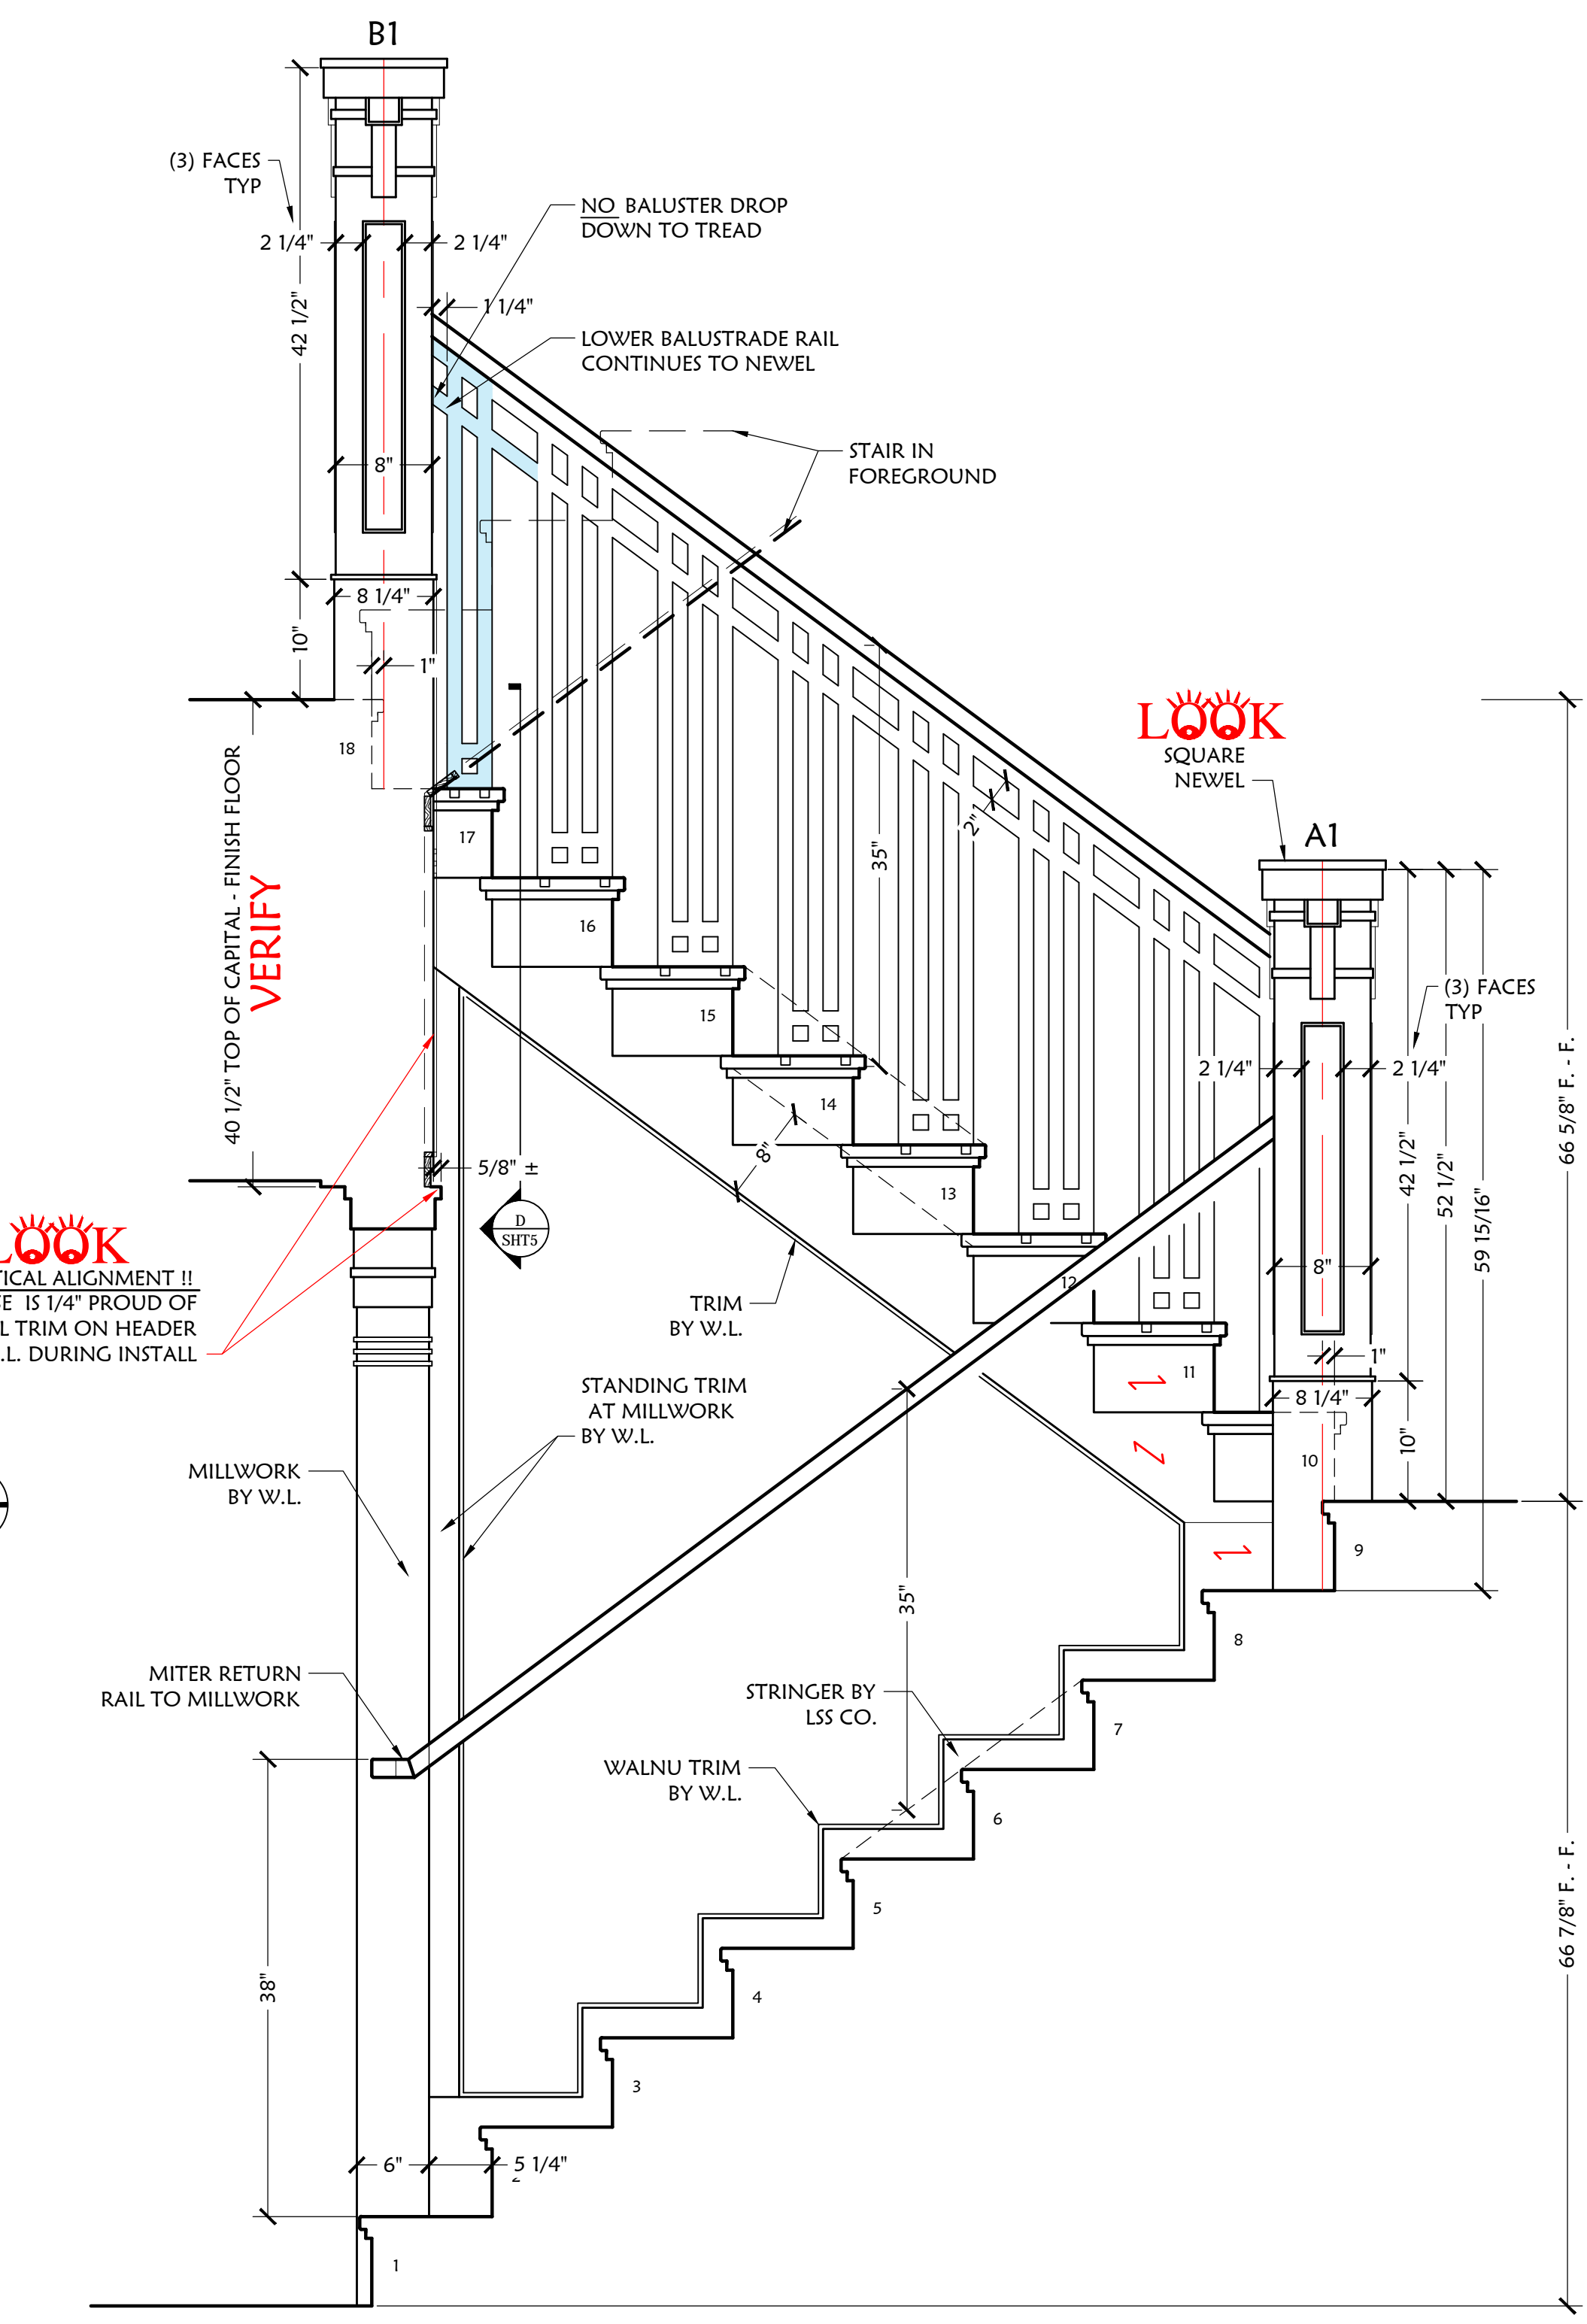 B1
(3) FACES
TYP
NO BALUSTER DROP
DOWN TO TREAD
2 1/4"
2 1/4"
42 1/2"
1 1/4"
LOWER BALUSTRADE RAIL
CONTINUES TO NEWEL
STAIR IN
FOREGROUND
8"
8 1/4"
10"
1"
18
LOOK
SQUARE
NEWEL
A1
40 1/2" TOP OF CAPITAL - FINISH FLOOR
VERIFY
17
35"
2"
16
15
14
13
12
11
10
8"
(3) FACES
TYP
2 1/4"
2 1/4"
42 1/2"
52 1/2"
59 15/16"
66 5/8" F. - F.
8"
1"
8 1/4"
10"
5/8" ±
D
SHT5
LOOK
TICAL ALIGNMENT !!
IS 1/4" PROUD OF
TRIM ON HEADER
.L. DURING INSTALL
TRIM
BY W.L.
STANDING TRIM
AT MILLWORK
BY W.L.
MILLWORK
BY W.L.
9
8
35"
MITER RETURN
RAIL TO MILLWORK
STRINGER BY
LSS CO.
WALNU TRIM
BY W.L.
7
6
5
4
3
38"
66 7/8" F. - F.
6"
5 1/4"
2
1